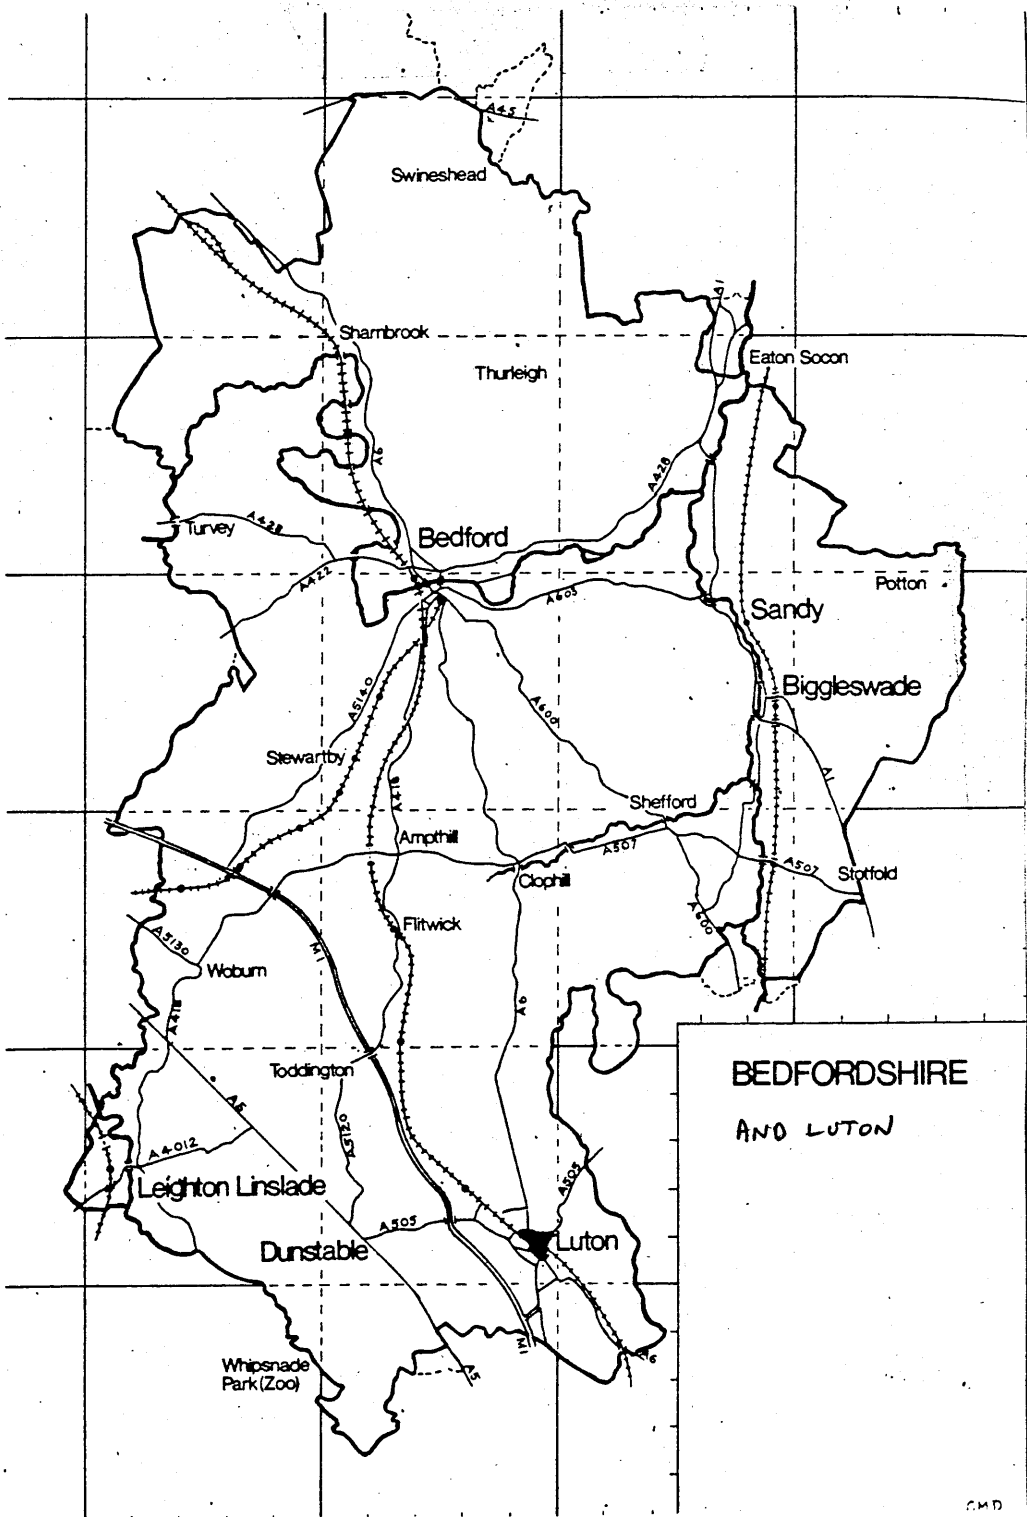 A45
Swineshead
A1
Sharnbrook
Eaton Socon
Thurleigh
A6
A428
A428
Turvey
Bedford
A422
A603
Potton
Sandy
Biggleswade
A5140
A600
Stewartby
A1
A418
Shefford
Ampthill
A507
A507
Stotfold
Clophill
A600
Flitwick
A5130
M1
Woburn
A418
A6
Toddington
BEDFORDSHIRE
A5
AND LUTON
A5120
A4012
A505
Leighton Linslade
A505
Dunstable
Luton
M1
A6
Whipsnade
Park (Zoo)
A5
GMD